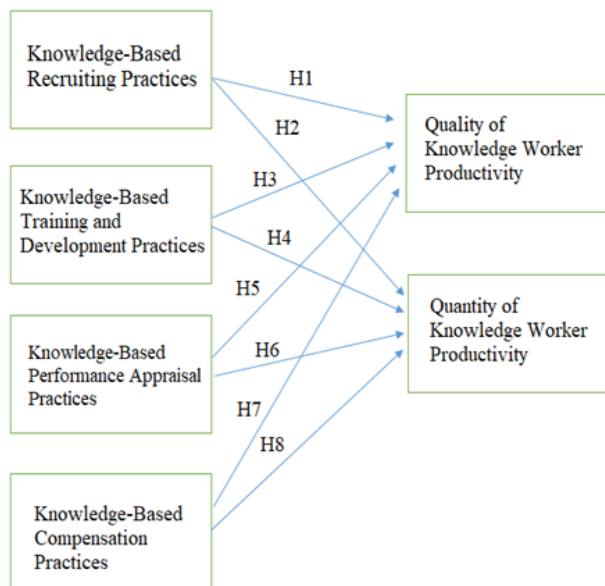 Knowledge-Based
Recruiting Practices
H1
H2
Quality of
Knowledge Worker
Productivity
Knowledge-Based
Training and
Development Practices
H3
H4
H5
Quantity of
Knowledge Worker
Productivity
Knowledge-Based
Performance Appraisal
Practices
H6
H7
H8
Knowledge-Based
Compensation
Practices